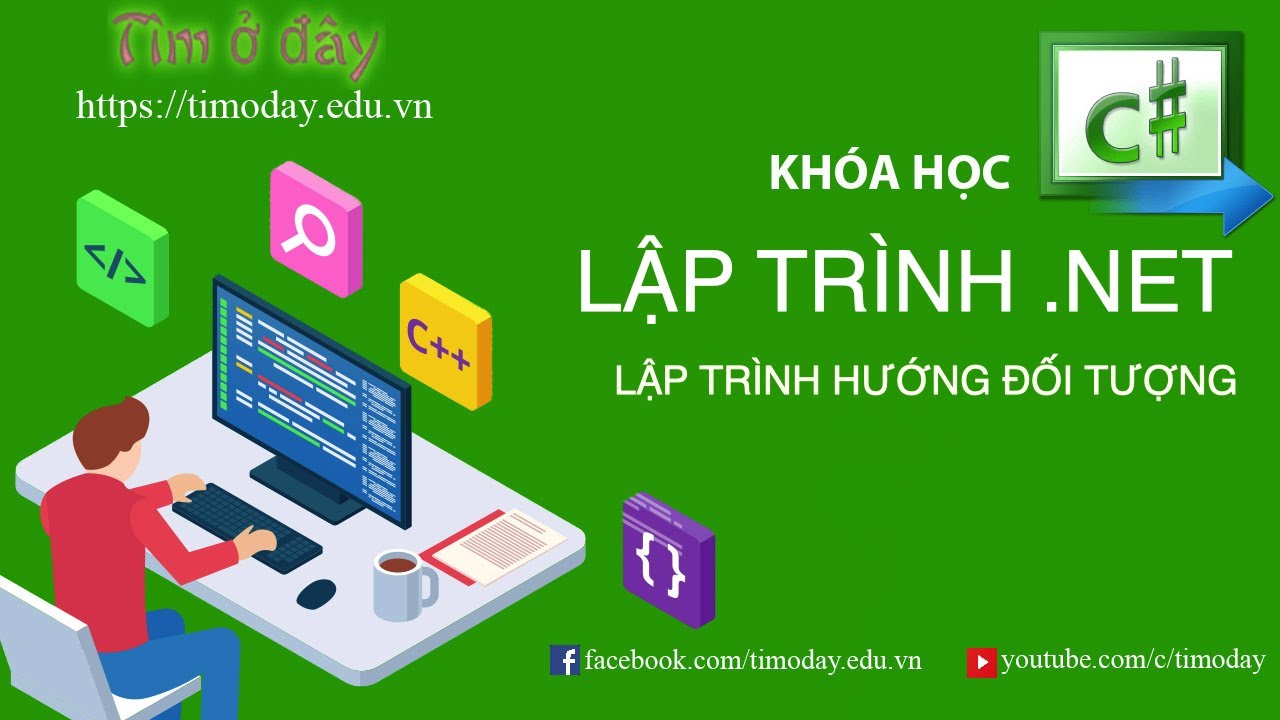 Tìm ở đây
https://timoday.edu.vn
C#
KHÓA HỌC
LẬP TRÌNH .NET
LẬP TRÌNH HƯỚNG ĐỐI TƯỢNG
</>
C++
{ }
facebook.com/timoday.edu.vn
youtube.com/c/timoday